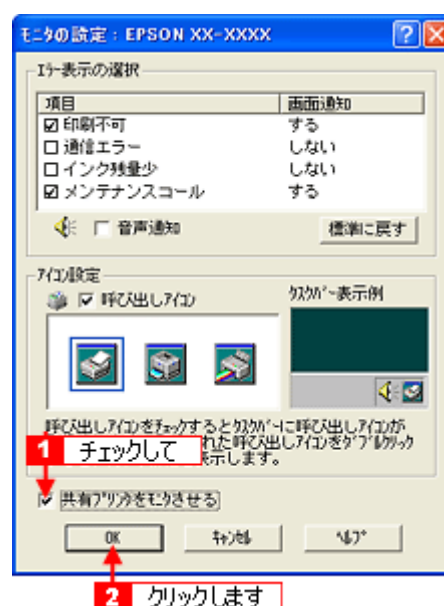 モニタの設定 : EPSON XX-XXXX
エラー表示の選択
項目 画面通知
印刷不可 する
通信エラー しない
インク残量少 しない
メンテナンスコール する
音声通知 標準に戻す
アイコン設定
呼び出しアイコン タスクバー表示例
呼び出しアイコンをチェックするとタスクバーに呼び出しアイコンが
れた呼び出しアイコンをダブルクリック
表示します。
1 チェックして
共有プリンタをモニタさせる
OK キャンセル ヘルプ
2 クリックします